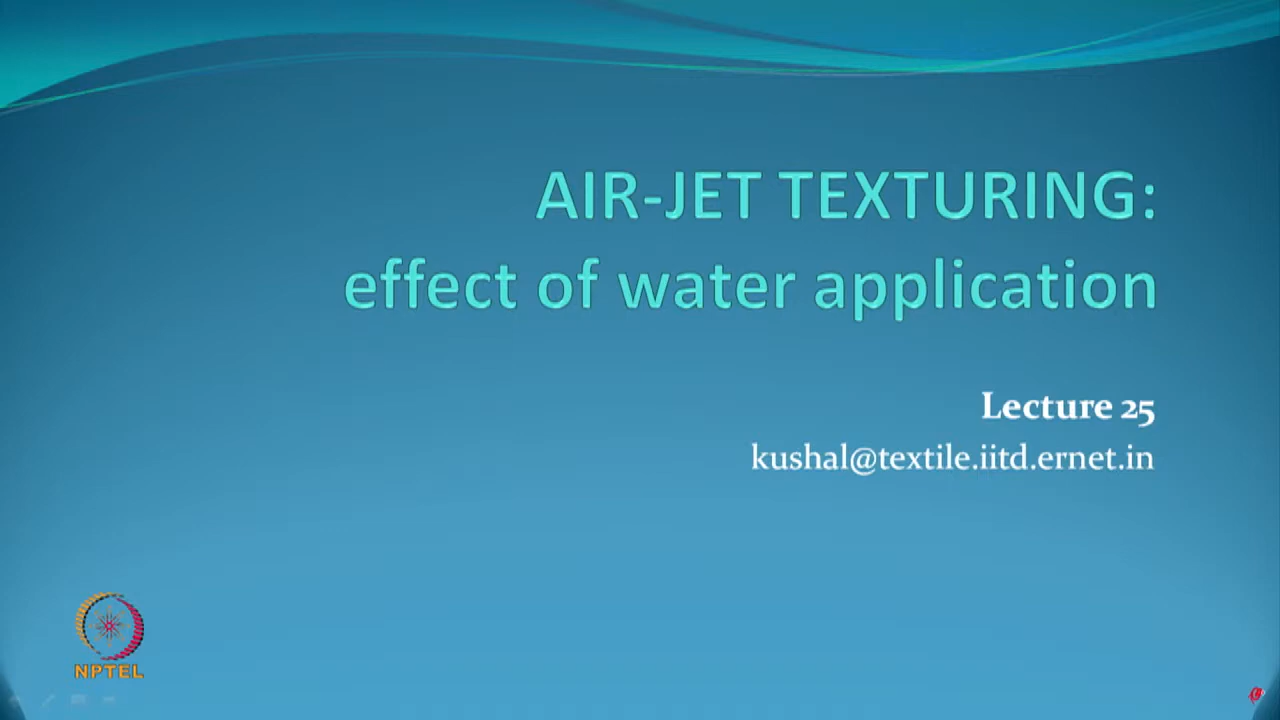 AIR-JET TEXTURING:
effect of water application
Lecture 25
kushal@textile.iitd.ernet.in
NPTEL